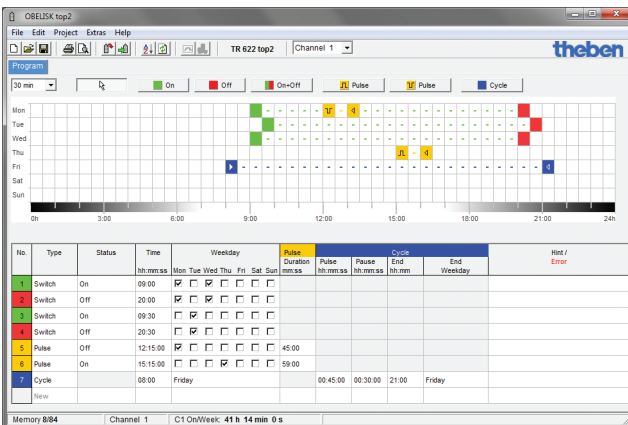 OBELISK top2
File Edit Project Extras Help
TR 622 top2 Channel 1
theben
Program
30 min On Off On+Off Pulse Pulse Cycle
Mon
Tue
Wed
Thu
Fri
Sat
Sun
0h 3:00 6:00 9:00 12:00 15:00 18:00 21:00 24h
No. Type Status Time Weekday Pulse Cycle Hint /
Duration Pulse Pause End End Error
hh:mm:ss Mon Tue Wed Thu Fri Sat Sun mm:ss hh:mm:ss hh:mm:ss hh:mm Weekday
1 Switch On 09:00
2 Switch Off 20:00
3 Switch On 09:30
4 Switch Off 20:30
5 Pulse Off 12:15:00 45:00
6 Pulse On 15:15:00 59:00
7 Cycle 08:00 Friday 00:45:00 00:30:00 21:00 Friday
New
Memory 8/84 Channel 1 C1 On/Week: 41 h 14 min 0 s